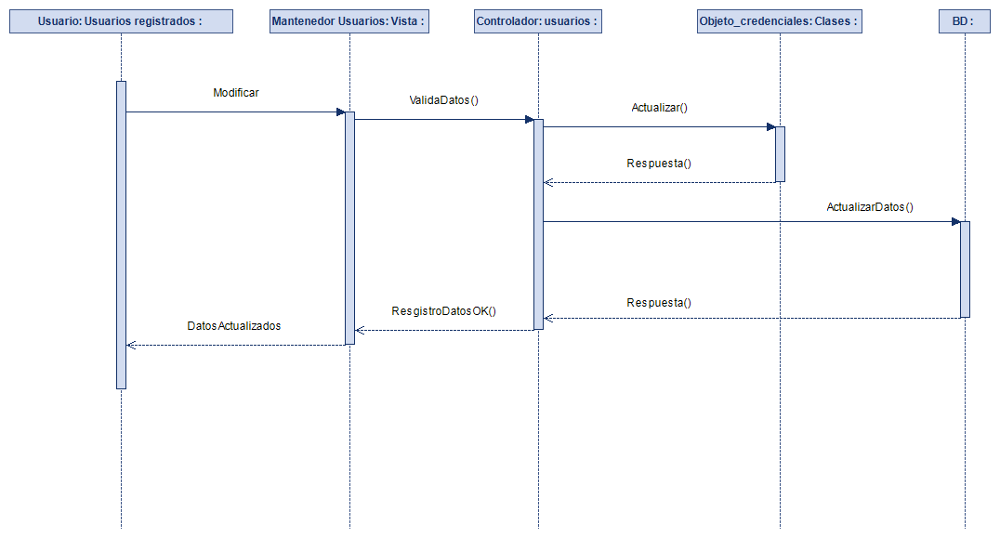 Usuario: Usuarios registrados :
Mantenedor Usuarios: Vista :
Controlador: usuarios :
Objeto_credenciales: Clases :
BD :
Modificar
ValidaDatos()
Actualizar()
Respuesta()
ActualizarDatos()
Respuesta()
ResgistroDatosOK()
DatosActualizados